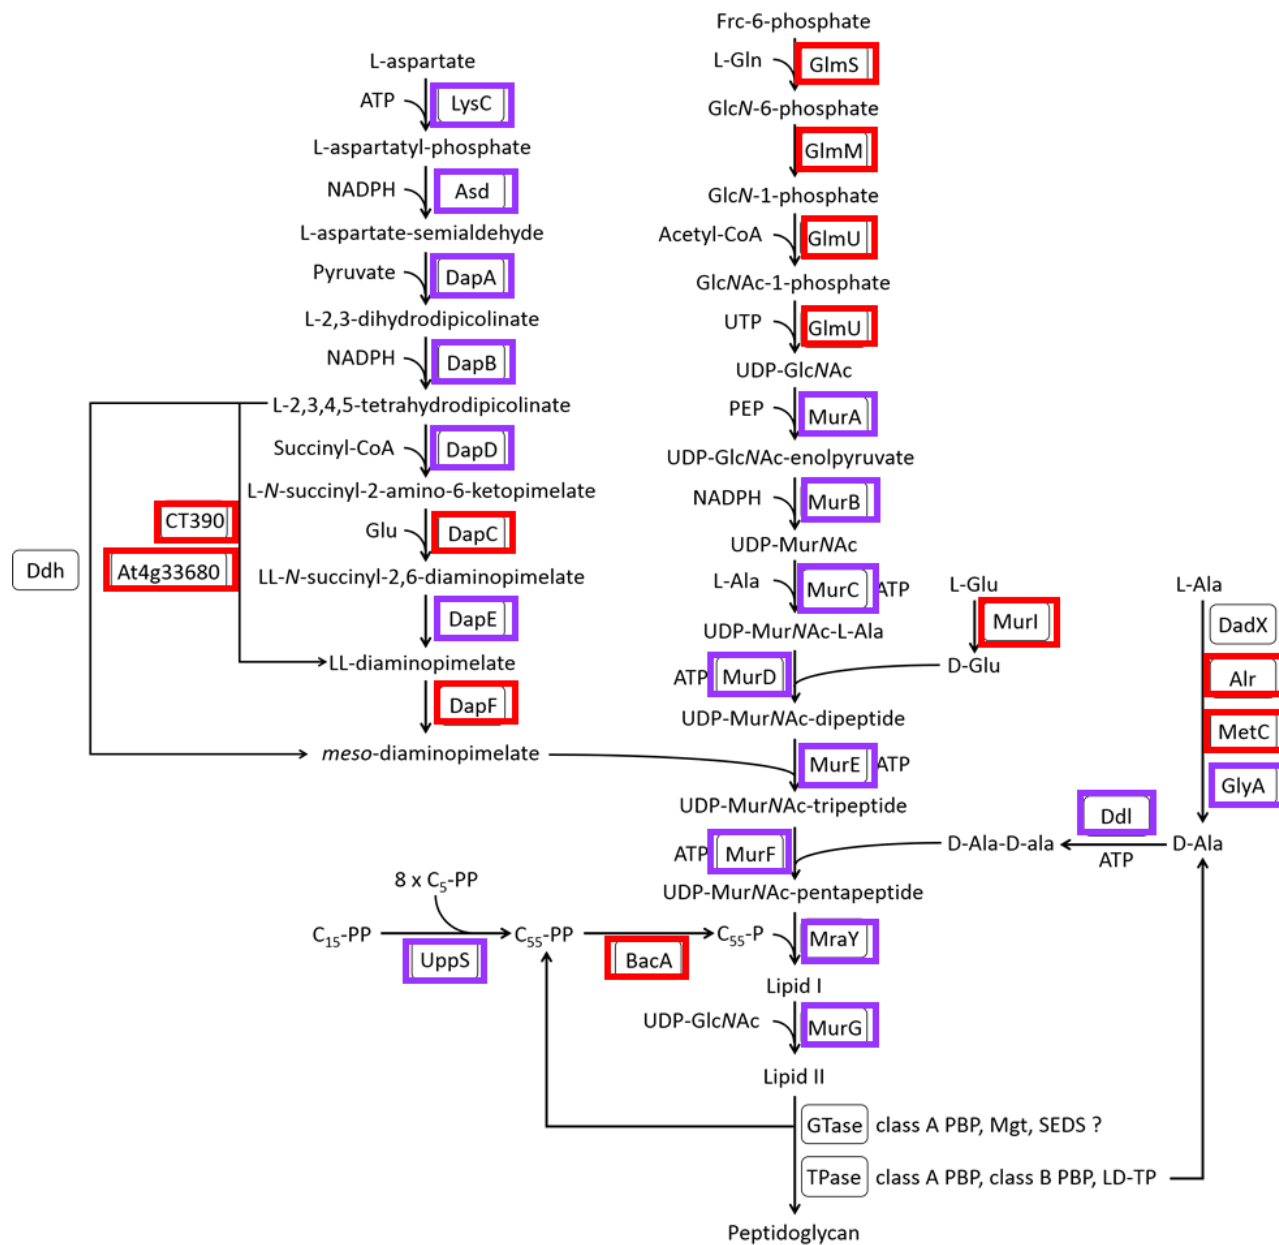 L-aspartate
ATP
LysC
L-aspartatyl-phosphate
NADPH
Asd
L-aspartate-semialdehyde
Pyruvate
DapA
L-2,3-dihydrodipicolinate
NADPH
DapB
L-2,3,4,5-tetrahydrodipicolinate
Succinyl-CoA
DapD
L-N-succinyl-2-amino-6-ketopimelate
CT390
At4g33680
Ddh
Glu
DapC
LL-N-succinyl-2,6-diaminopimelate
DapE
LL-diaminopimelate
DapF
meso-diaminopimelate
Frc-6-phosphate
L-Gln
GlmS
GlcN-6-phosphate
GlmM
GlcN-1-phosphate
Acetyl-CoA
GlmU
GlcNAc-1-phosphate
UTP
GlmU
UDP-GlcNAc
PEP
MurA
UDP-GlcNAc-enolpyruvate
NADPH
MurB
UDP-MurNAc
L-Ala
MurC
ATP
UDP-MurNAc-L-Ala
L-Glu
MurI
D-Glu
ATP
MurD
UDP-MurNAc-dipeptide
MurE
ATP
UDP-MurNAc-tripeptide
L-Ala
DadX
Alr
MetC
GlyA
D-Ala
Ddl
ATP
D-Ala-D-ala
ATP
MurF
UDP-MurNAc-pentapeptide
8 x C5-PP
C15-PP
UppS
C55-PP
BacA
C55-P
MraY
Lipid I
UDP-GlcNAc
MurG
Lipid II
GTase class A PBP, Mgt, SEDS ?
TPase class A PBP, class B PBP, LD-TP
Peptidoglycan